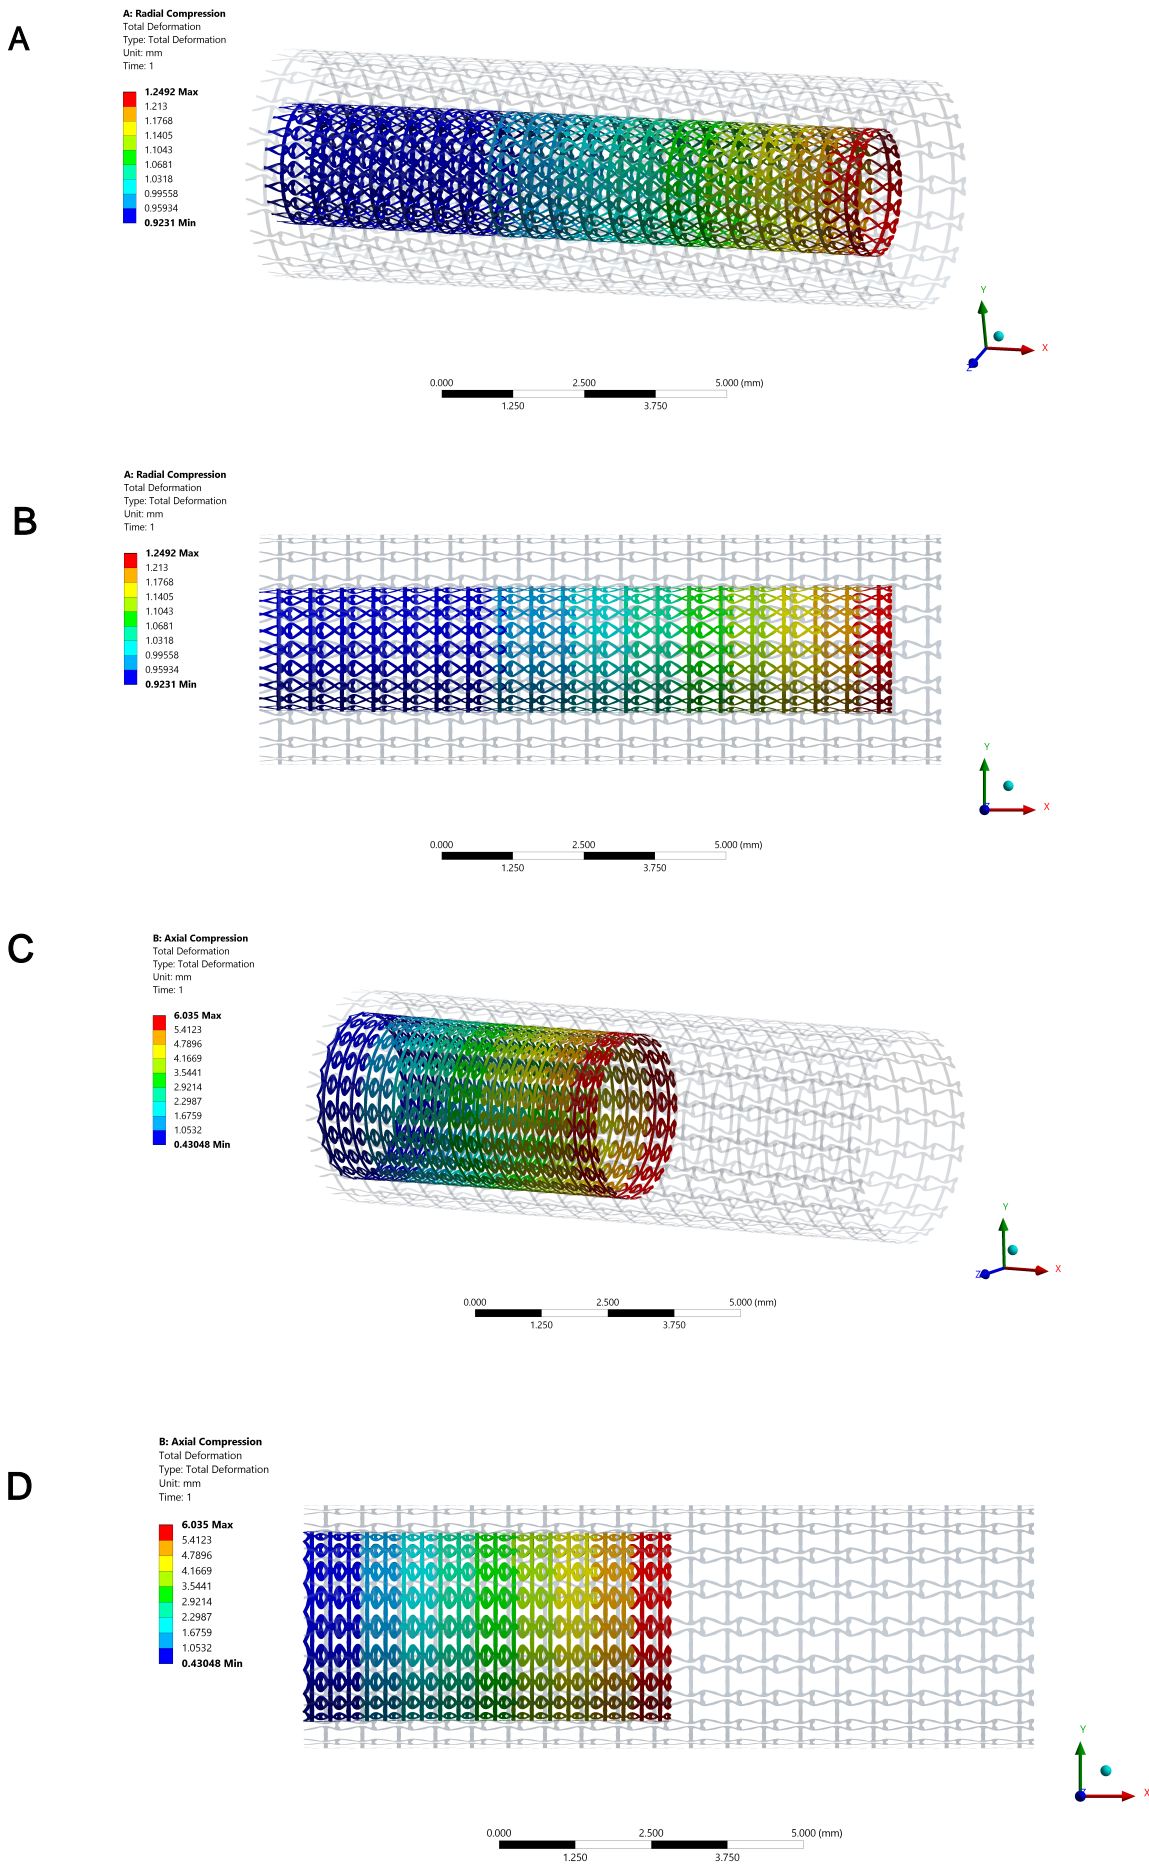 A
A: Radial Compression
Total Deformation
Type: Total Deformation
Unit: mm
Time: 1
1.2492 Max
1.213
1.1768
1.1405
1.1043
1.0681
1.0318
0.99558
0.95934
0.9231 Min
Y
X
Z
0.000 2.500 5.000 (mm)
1.250 3.750
B
A: Radial Compression
Total Deformation
Type: Total Deformation
Unit: mm
Time: 1
1.2492 Max
1.213
1.1768
1.1405
1.1043
1.0681
1.0318
0.99558
0.95934
0.9231 Min
Y
Z X
0.000 2.500 5.000 (mm)
1.250 3.750
C
B: Axial Compression
Total Deformation
Type: Total Deformation
Unit: mm
Time: 1
6.035 Max
5.4123
4.7896
4.1669
3.5441
2.9214
2.2987
1.6759
1.0532
0.43048 Min
Y
Z X
0.000 2.500 5.000 (mm)
1.250 3.750
D
B: Axial Compression
Total Deformation
Type: Total Deformation
Unit: mm
Time: 1
6.035 Max
5.4123
4.7896
4.1669
3.5441
2.9214
2.2987
1.6759
1.0532
0.43048 Min
Y
Z X
0.000 2.500 5.000 (mm)
1.250 3.750